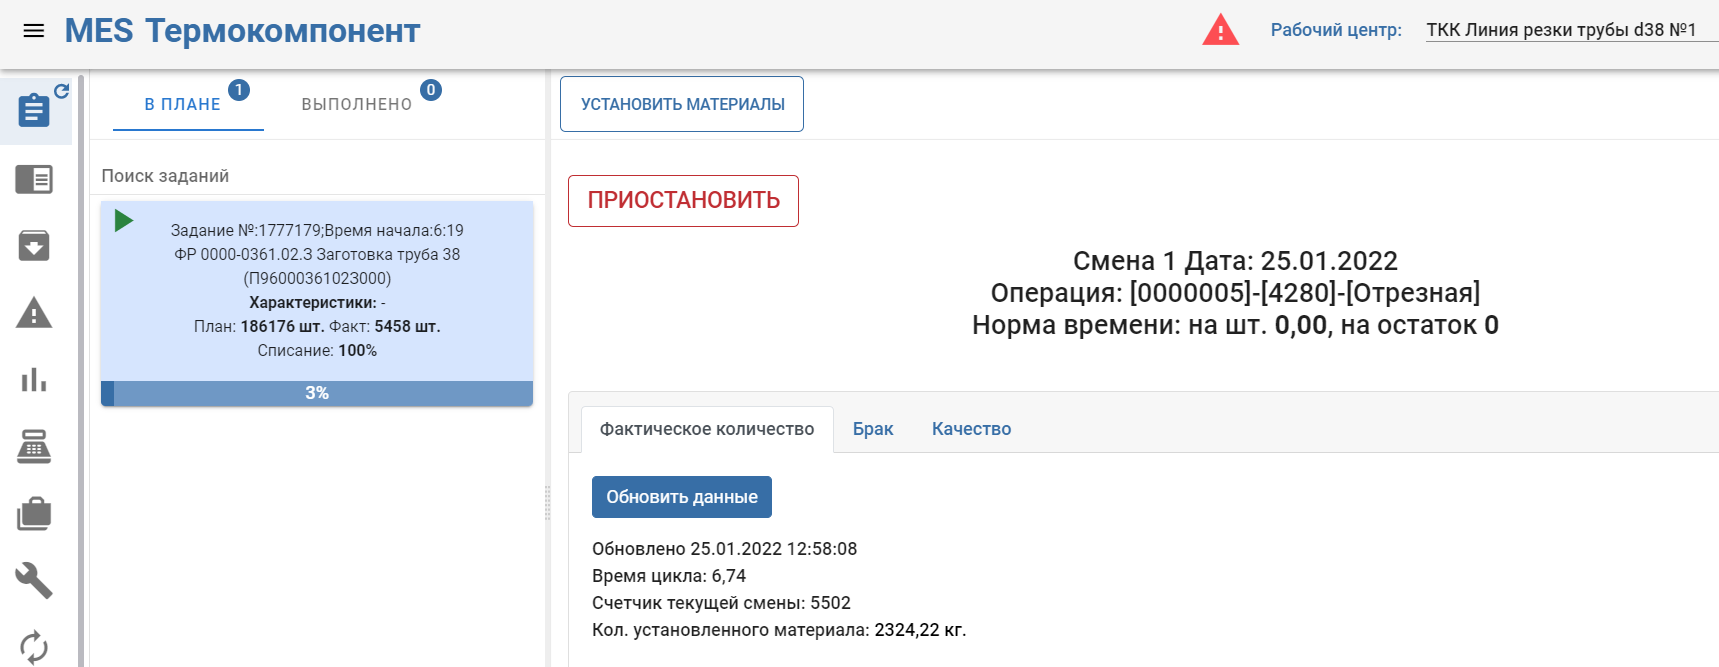 MES Термокомпонент
Рабочий центр: ТКК Линия резки трубы d38 №1
В ПЛАНЕ 1 ВЫПОЛНЕНО 0
УСТАНОВИТЬ МАТЕРИАЛЫ
Поиск заданий
Задание №:1777179;Время начала:6:19
ФР 0000-0361.02.З Заготовка труба 38
(П96000361023000)
Характеристики: -
План: 186176 шт. Факт: 5458 шт.
Списание: 100%
3%
ПРИОСТАНОВИТЬ
Смена 1 Дата: 25.01.2022
Операция: [0000005]-[4280]-[Отрезная]
Норма времени: на шт. 0,00, на остаток 0
Фактическое количество Брак Качество
Обновить данные
Обновлено 25.01.2022 12:58:08
Время цикла: 6,74
Счетчик текущей смены: 5502
Кол. установленного материала: 2324,22 кг.